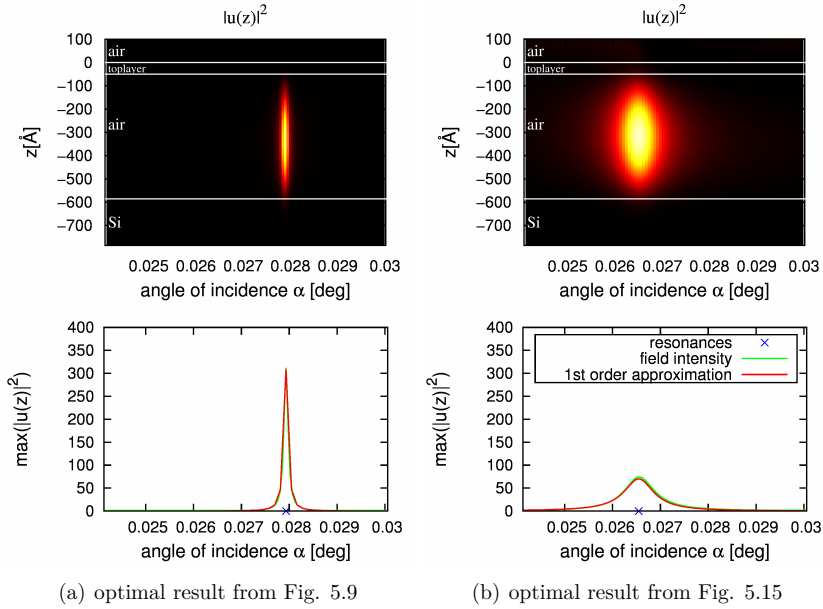 |u(z)|²
100
0
−100
−200
−300
−400
−500
−600
−700
z[Å]
air
toplayer
air
Si
0.025 0.026 0.027 0.028 0.029 0.03
angle of incidence α [deg]
|u(z)|²
100
0
−100
−200
−300
−400
−500
−600
−700
z[Å]
air
toplayer
air
Si
0.025 0.026 0.027 0.028 0.029 0.03
angle of incidence α [deg]
400
350
300
250
200
150
100
50
0
max(|u(z)|²)
0.025 0.026 0.027 0.028 0.029 0.03
angle of incidence α [deg]
400
350
300
250
200
150
100
50
0
max(|u(z)|²)
resonances
field intensity
1st order approximation
0.025 0.026 0.027 0.028 0.029 0.03
angle of incidence α [deg]
(a) optimal result from Fig. 5.9
(b) optimal result from Fig. 5.15